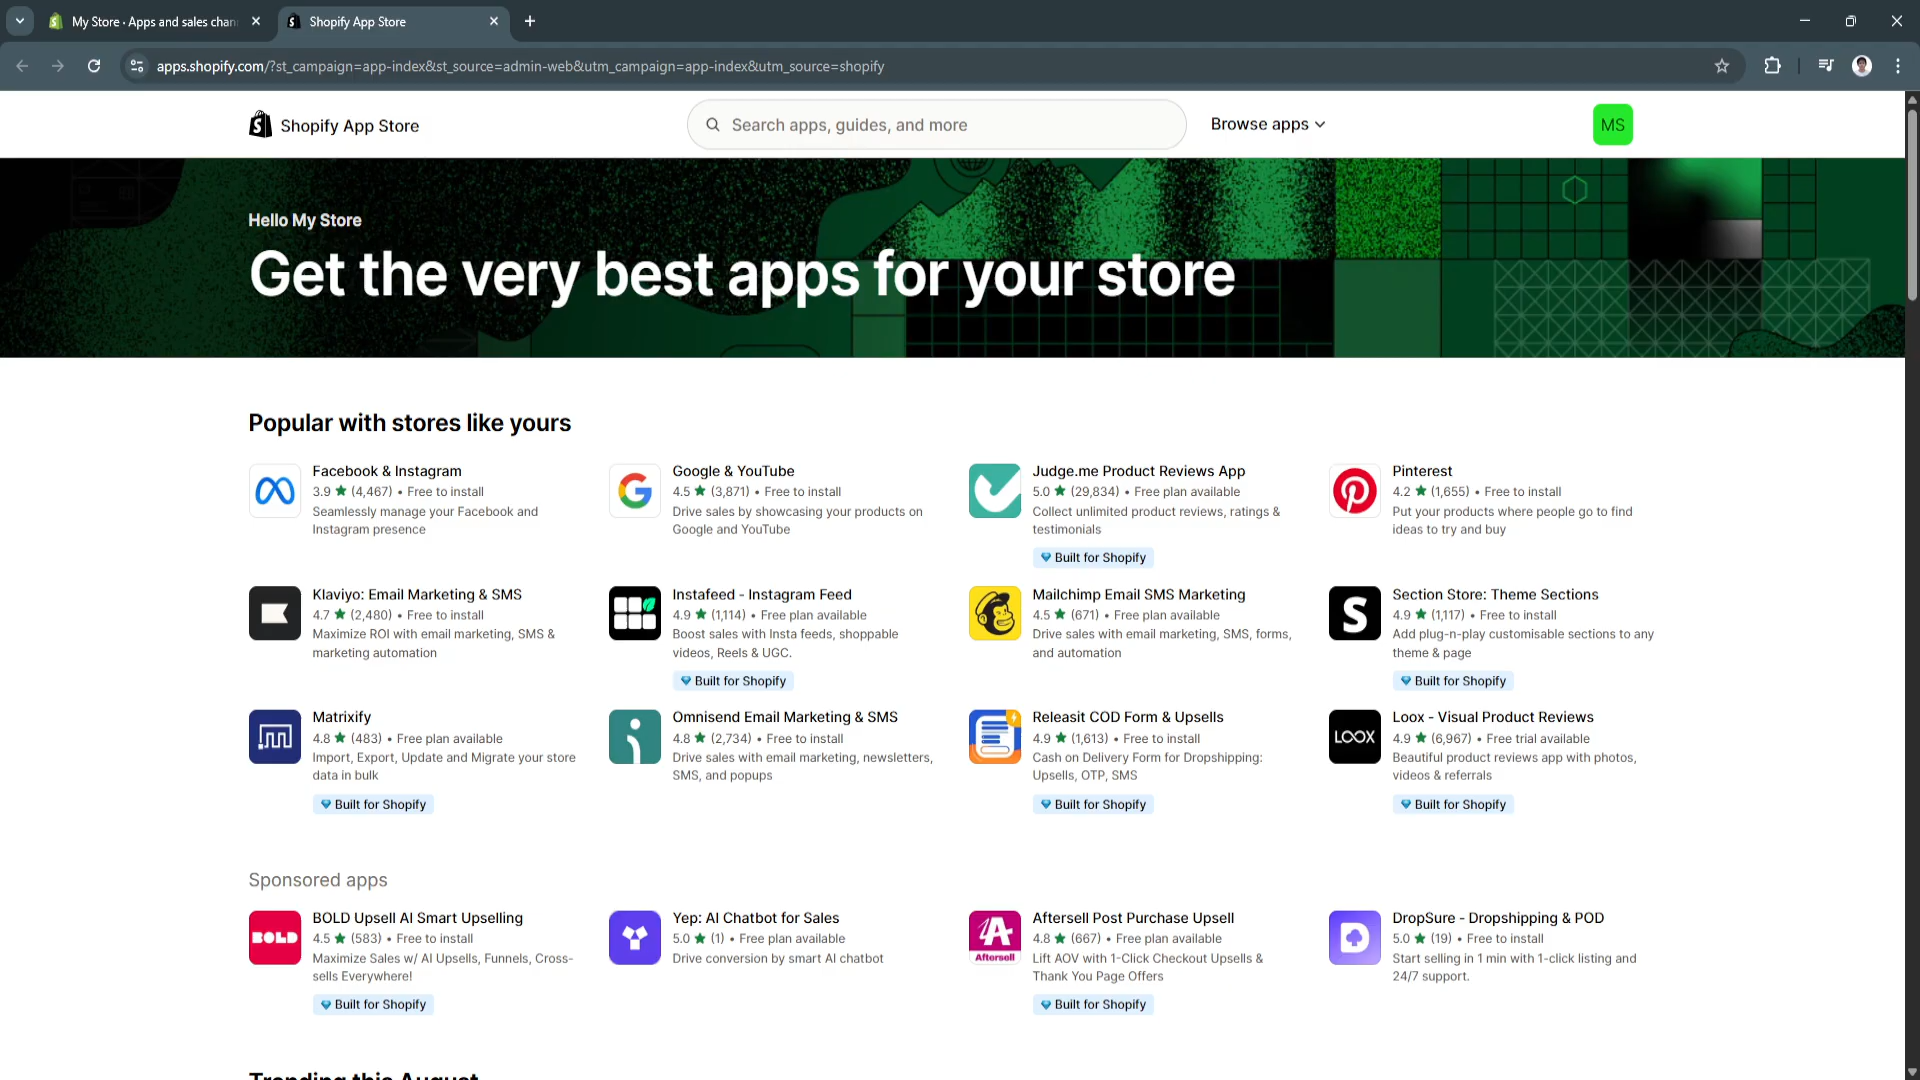 My Store · Apps and sales chan
Shopify App Store
apps.shopify.com/?st_campaign=app-index&st_source=admin-web&utm_campaign=app-index&utm_source=shopify
Shopify App Store
Search apps, guides, and more
Browse apps
MS
Hello My Store
Get the very best apps for your store
Popular with stores like yours
Facebook & Instagram
3.9 ★ (4,467) • Free to install
Seamlessly manage your Facebook and
Instagram presence
Google & YouTube
4.5 ★ (3,871) • Free to install
Drive sales by showcasing your products on
Google and YouTube
Judge.me Product Reviews App
5.0 ★ (29,834) • Free plan available
Collect unlimited product reviews, ratings &
testimonials
Built for Shopify
Pinterest
4.2 ★ (1,655) • Free to install
Put your products where people go to find
ideas to try and buy
Klaviyo: Email Marketing & SMS
4.7 ★ (2,480) • Free to install
Maximize ROI with email marketing, SMS &
marketing automation
Instafeed - Instagram Feed
4.9 ★ (1,114) • Free plan available
Boost sales with Insta feeds, shoppable
videos, Reels & UGC.
Built for Shopify
Mailchimp Email SMS Marketing
4.5 ★ (671) • Free plan available
Drive sales with email marketing, SMS, forms,
and automation
Section Store: Theme Sections
4.9 ★ (1,117) • Free to install
Add plug-n-play customisable sections to any
theme & page
Built for Shopify
Matrixify
4.8 ★ (483) • Free plan available
Import, Export, Update and Migrate your store
data in bulk
Built for Shopify
Omnisend Email Marketing & SMS
4.8 ★ (2,734) • Free to install
Drive sales with email marketing, newsletters,
SMS, and popups
Releasit COD Form & Upsells
4.9 ★ (1,613) • Free to install
Cash on Delivery Form for Dropshipping:
Upsells, OTP, SMS
Built for Shopify
LOOX
Loox - Visual Product Reviews
4.9 ★ (6,967) • Free trial available
Beautiful product reviews app with photos,
videos & referrals
Built for Shopify
Sponsored apps
BOLD
BOLD Upsell AI Smart Upselling
4.5 ★ (583) • Free to install
Maximize Sales w/ AI Upsells, Funnels, Cross-
sells Everywhere!
Built for Shopify
Yep: AI Chatbot for Sales
5.0 ★ (1) • Free plan available
Drive conversion by smart AI chatbot
Aftersell
Aftersell Post Purchase Upsell
4.8 ★ (667) • Free plan available
Lift AOV with 1-Click Checkout Upsells &
Thank You Page Offers
Built for Shopify
DropSure - Dropshipping & POD
5.0 ★ (19) • Free to install
Start selling in 1 min with 1-click listing and
24/7 support.
Trending this August